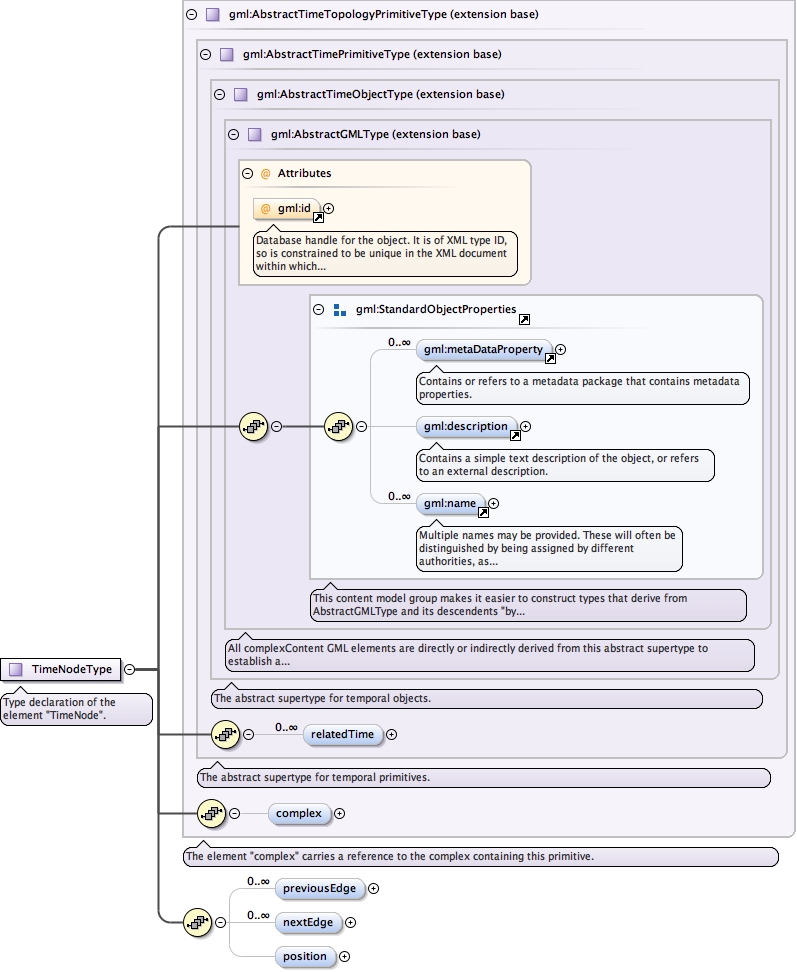 gml:AbstractTimeTopologyPrimitiveType (extension base)
gml:AbstractTimePrimitiveType (extension base)
gml:AbstractTimeObjectType (extension base)
gml:AbstractGMLType (extension base)
@ Attributes
@ gml:id
Database handle for the object. It is of XML type ID,
so is constrained to be unique in the XML document
within which...
gml:StandardObjectProperties
0..∞
gml:metaDataProperty
Contains or refers to a metadata package that contains metadata
properties.
gml:description
Contains a simple text description of the object, or refers
to an external description.
0..∞
gml:name
Multiple names may be provided. These will often be
distinguished by being assigned by different
authorities, as...
This content model group makes it easier to construct types that derive from
AbstractGMLType and its descendents "by...
All complexContent GML elements are directly or indirectly derived from this abstract supertype to
establish a...
TimeNodeType
Type declaration of the
element "TimeNode".
The abstract supertype for temporal objects.
0..∞
relatedTime
The abstract supertype for temporal primitives.
complex
The element "complex" carries a reference to the complex containing this primitive.
0..∞
previousEdge
0..∞
nextEdge
position